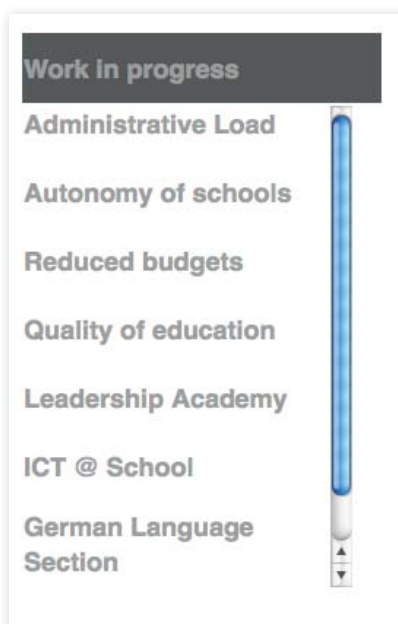 Work in progress
Administrative Load
Autonomy of schools
Reduced budgets
Quality of education
Leadership Academy
ICT @ School
German Language
Section